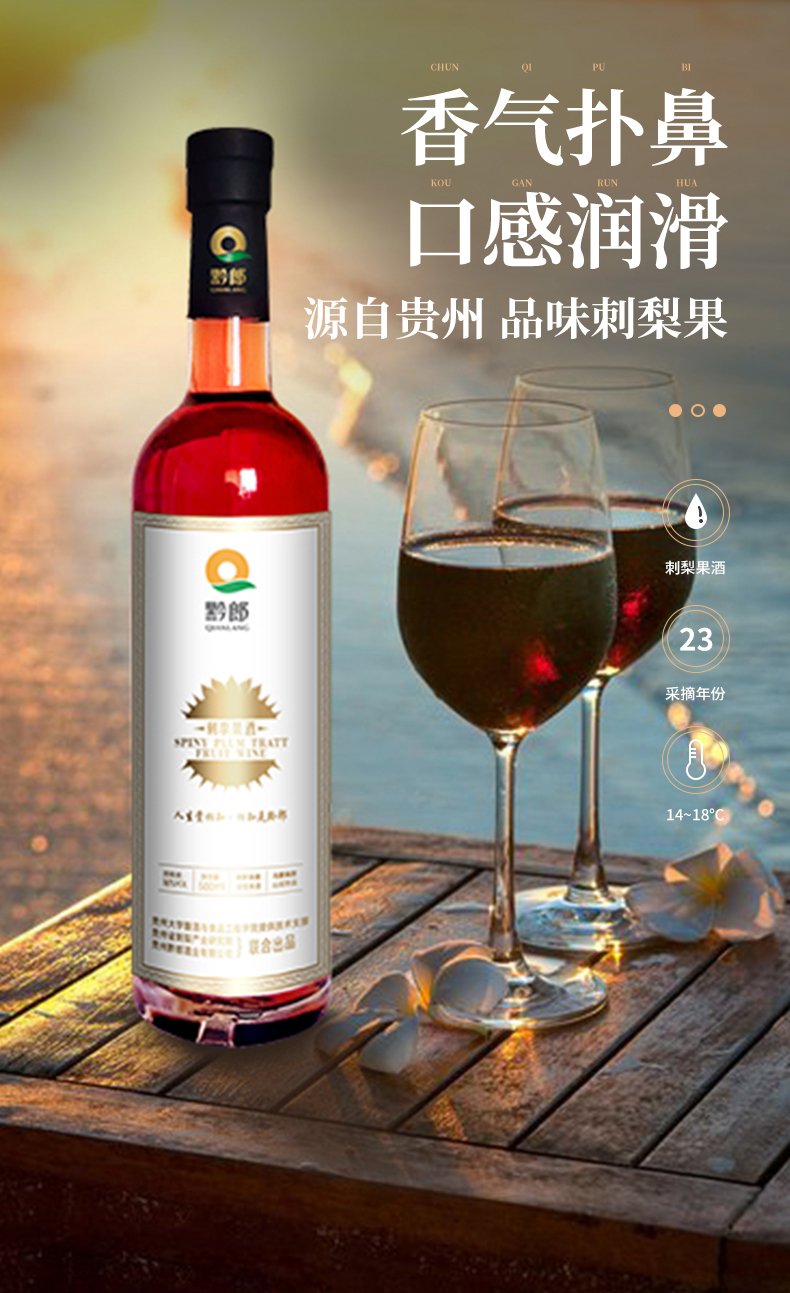 CHUN QI PU BI
香气扑鼻
KOU GAN RUN HUA
口感润滑
源自贵州 品味刺梨果
黔郎
QIANLANG
刺梨果酒
23
采摘年份
14~18℃
黔郎
QIANLANG
刺梨果酒
SPINY PLUM TRATT
FRUIT WINE
500ml
联合出品